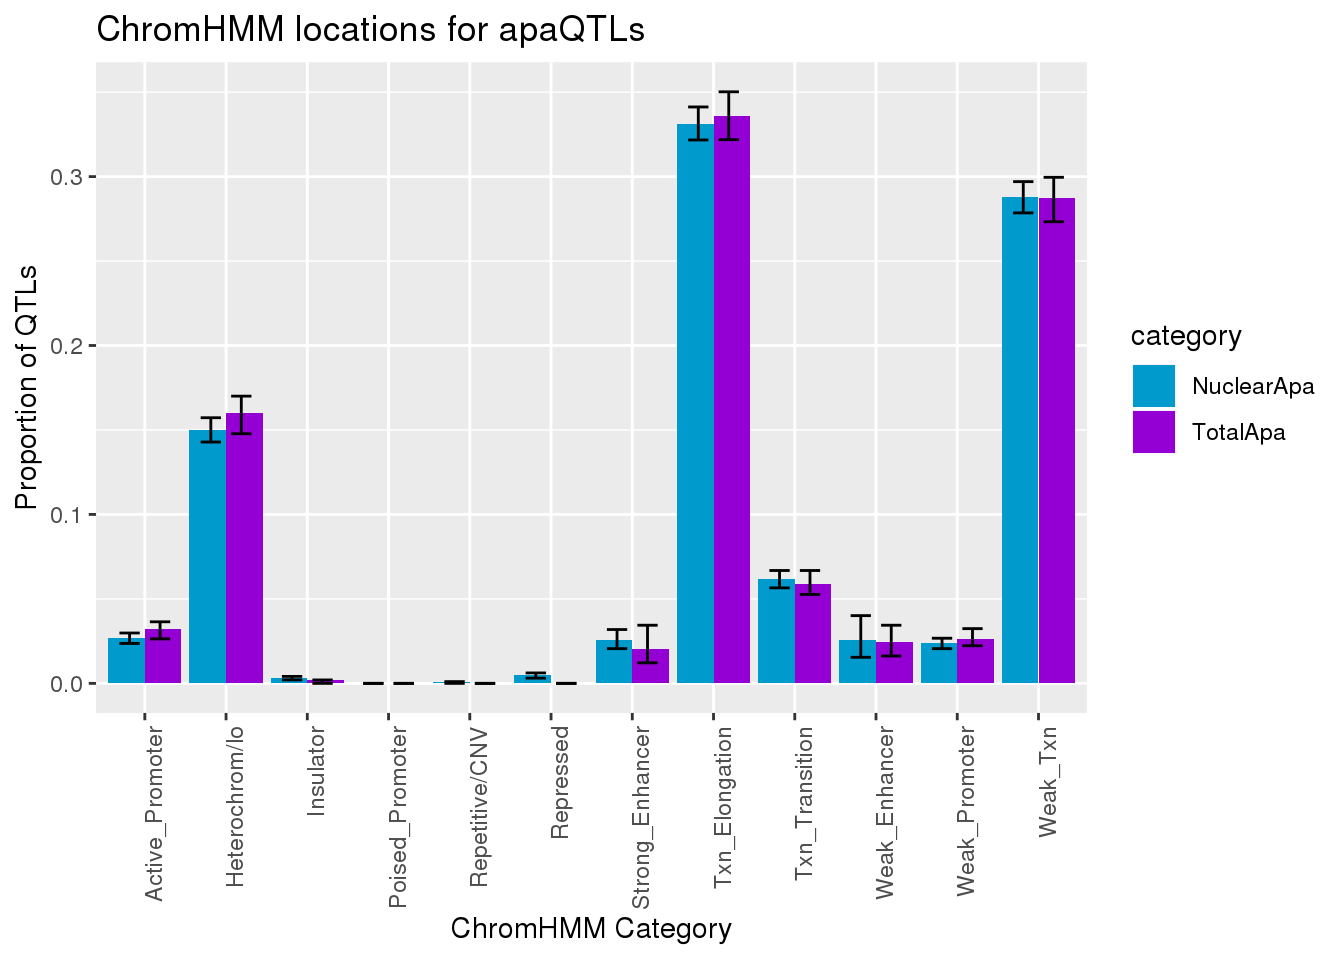 ChromHMM locations for apaQTLs
Proportion of QTLs
0.3
0.2
0.1
0.0
Active_Promoter
Heterochrom/lo
Insulator
Poised_Promoter
Repetitive/CNV
Repressed
Strong_Enhancer
Txn_Elongation
Txn_Transition
Weak_Enhancer
Weak_Promoter
Weak_Txn
ChromHMM Category
category
NuclearApa
TotalApa